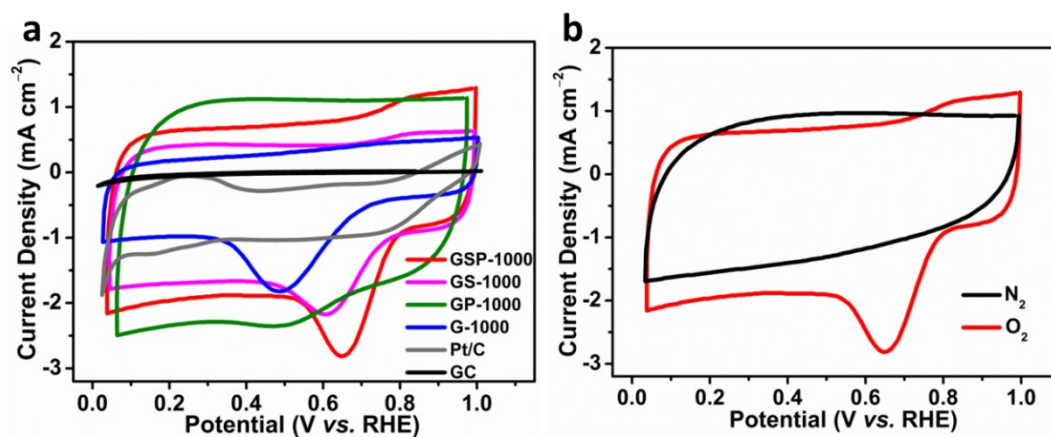 a
Current Density (mA cm⁻²)
2
1
0
-1
-2
-3
0.0 0.2 0.4 0.6 0.8 1.0
Potential (V vs. RHE)
GSP-1000
GS-1000
GP-1000
G-1000
Pt/C
GC
b
Current Density (mA cm⁻²)
2
1
0
-1
-2
-3
0.0 0.2 0.4 0.6 0.8 1.0
Potential (V vs. RHE)
N₂
O₂